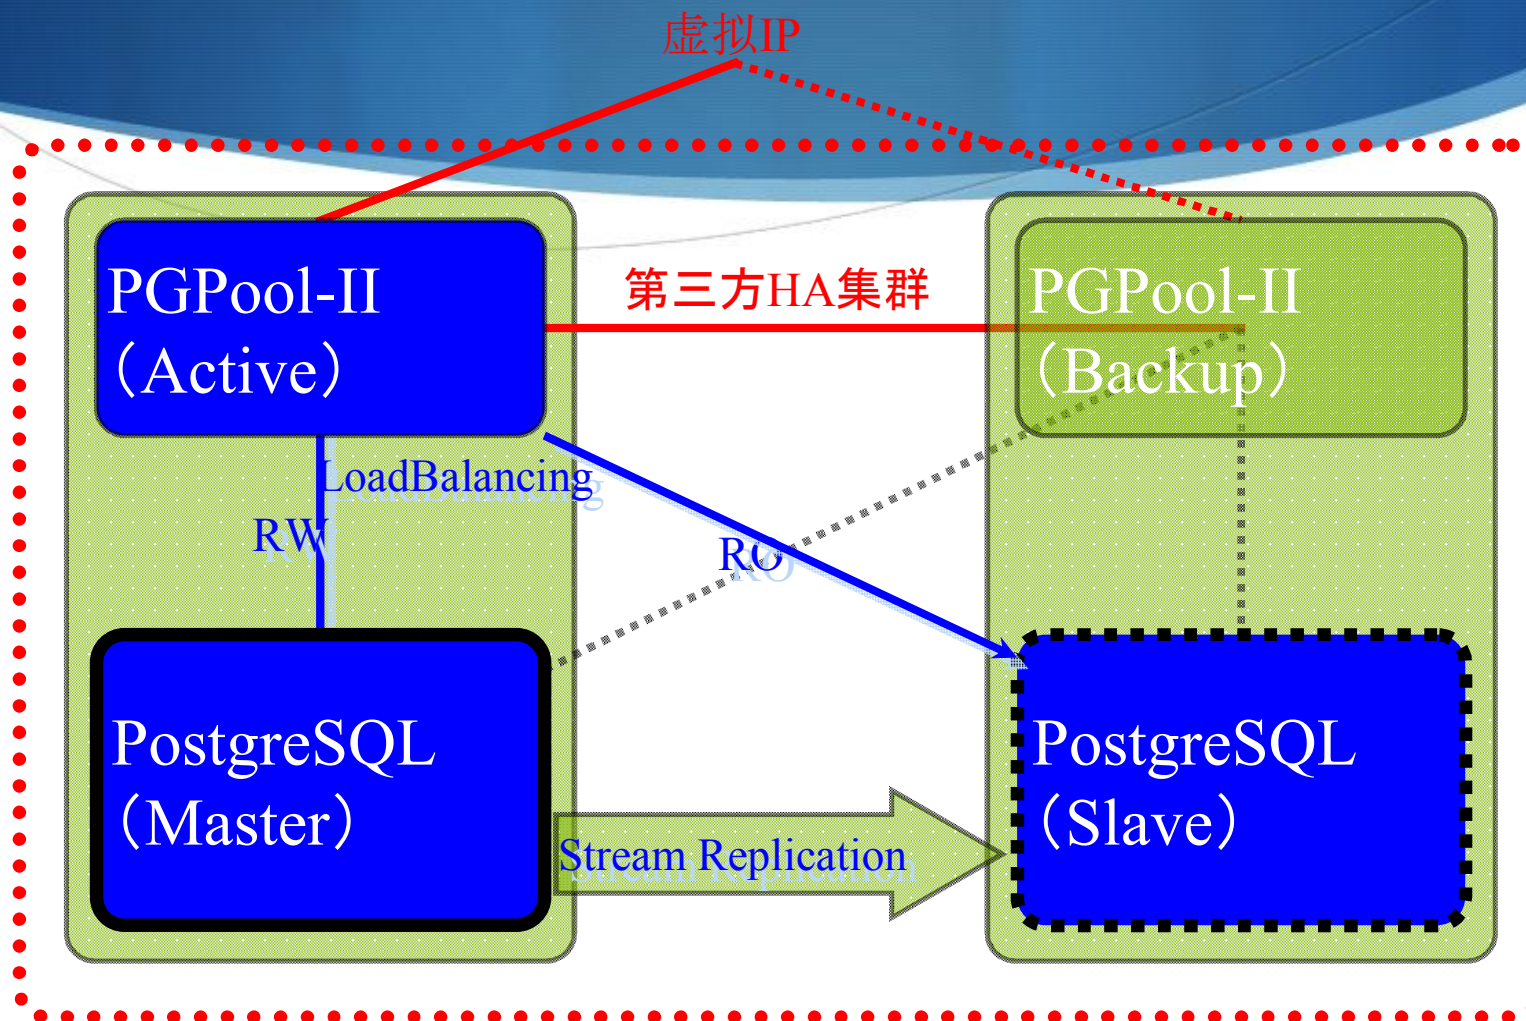 虚拟IP
PGPool-II
（Active）
第三方HA集群
PGPool-II
（Backup）
LoadBalancing
RW
RO
PostgreSQL
（Master）
Stream Replication
PostgreSQL
（Slave）